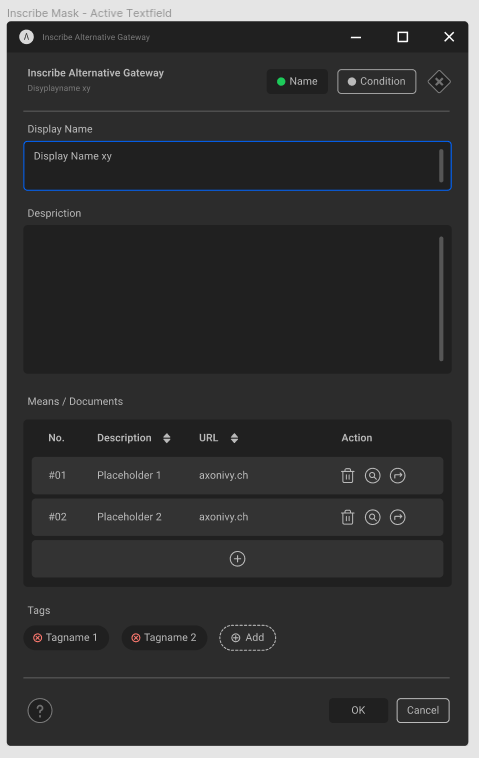 Inscribe Mask - Active Textfield
Inscribe Alternative Gateway
Inscribe Alternative Gateway
Disyplayname xy
Name
Condition
Display Name
Display Name xy
Despription
Means / Documents
No. Description URL Action
#01 Placeholder 1 axonivy.ch
#02 Placeholder 2 axonivy.ch
Tags
Tagname 1
Tagname 2
Add
?
OK
Cancel